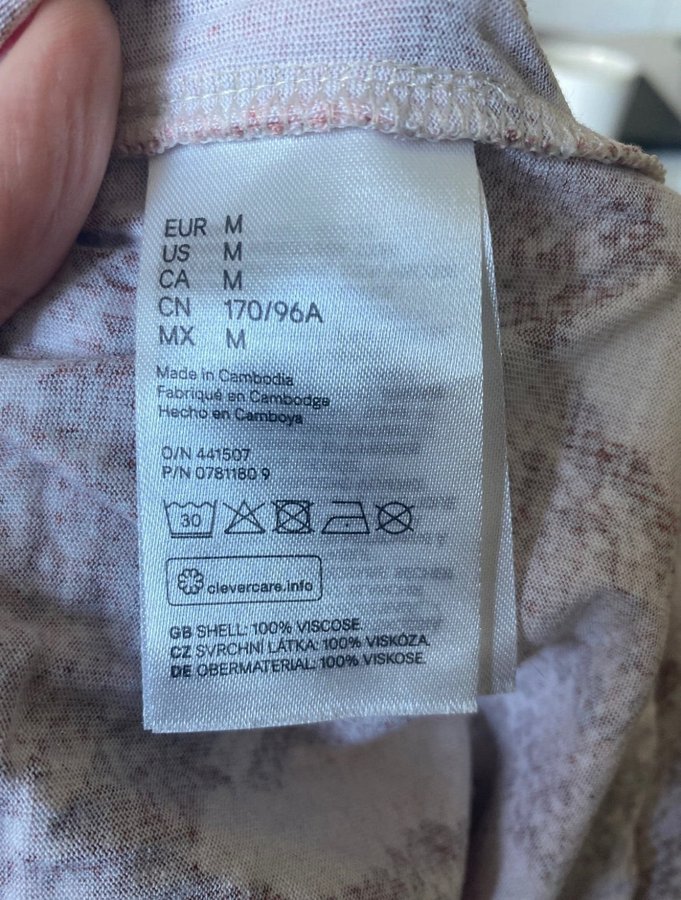 EUR M
US M
CA M
CN 170/96A
MX M
Made in Cambodia
Fabriqué en Cambodge
Hecho en Camboya
O/N 441507
P/N 0781180 9
30
clevercare.info
GB SHELL: 100% VISCOSE
CZ SVRCHNÍ LÁTKA: 100% VISKÓZA
DE OBERMATERIAL: 100% VISKOSE